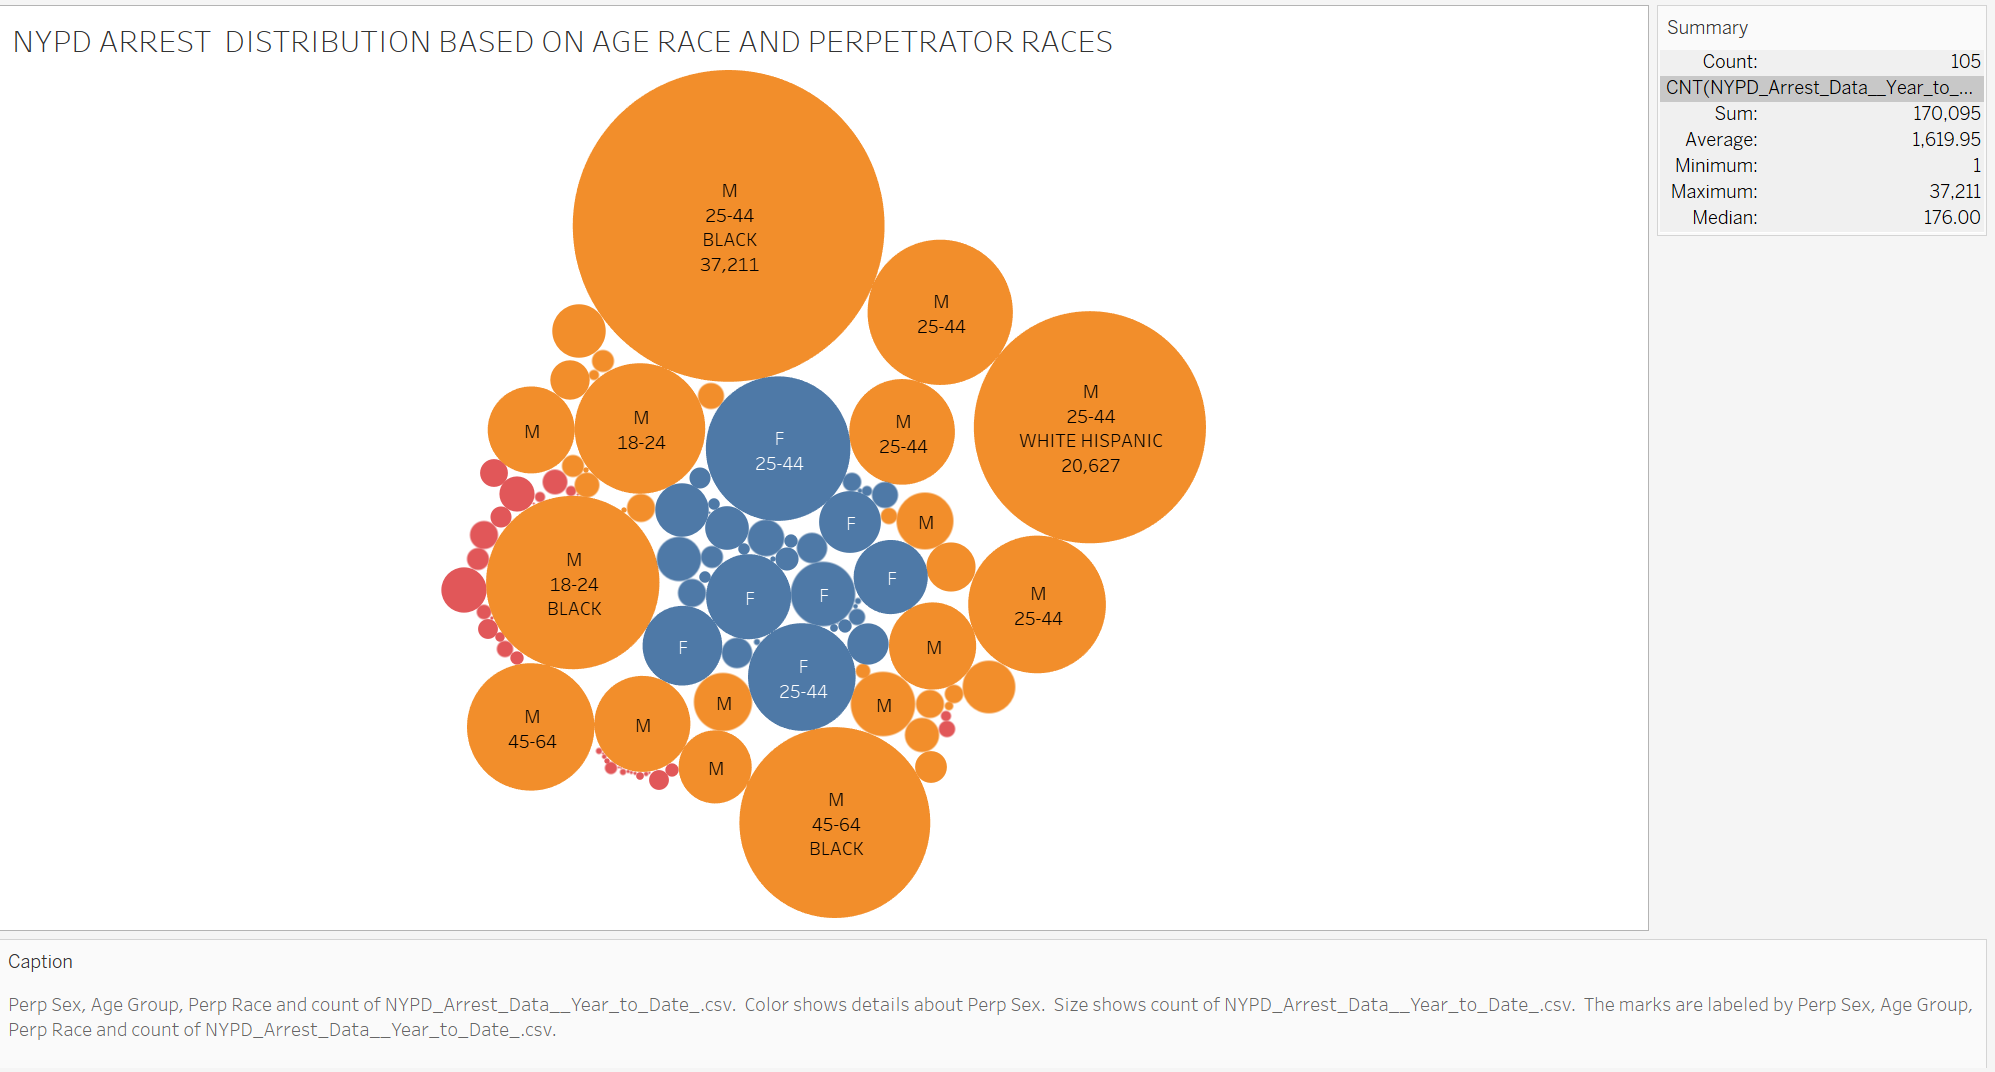 NYPD ARREST  DISTRIBUTION BASED ON AGE RACE AND PERPETRATOR RACES
Summary
Count: 105
CNT(NYPD_Arrest_Data__Year_to_...
Sum: 170,095
Average: 1,619.95
Minimum: 1
Maximum: 37,211
Median: 176.00
M
25-44
BLACK
37,211
M
25-44
M
25-44
WHITE HISPANIC
20,627
M
M
18-24
F
25-44
M
25-44
F
M
M
18-24
BLACK
F
F
F
M
25-44
F
M
F
25-44
M
45-64
M
M
M
M
M
45-64
BLACK
Caption
Perp Sex, Age Group, Perp Race and count of NYPD_Arrest_Data__Year_to_Date_.csv.  Color shows details about Perp Sex.  Size shows count of NYPD_Arrest_Data__Year_to_Date_.csv.  The marks are labeled by Perp Sex, Age Group,
Perp Race and count of NYPD_Arrest_Data__Year_to_Date_.csv.